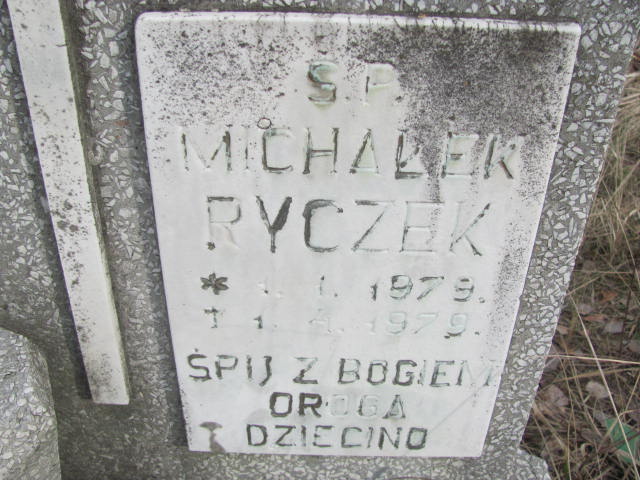 Ś.P.
MICHAŁEK
RYCZEK
* 1. 1. 1979.
† 1. 4. 1979.
ŚPIJ Z BOGIEM
DROGA
DZIECINO